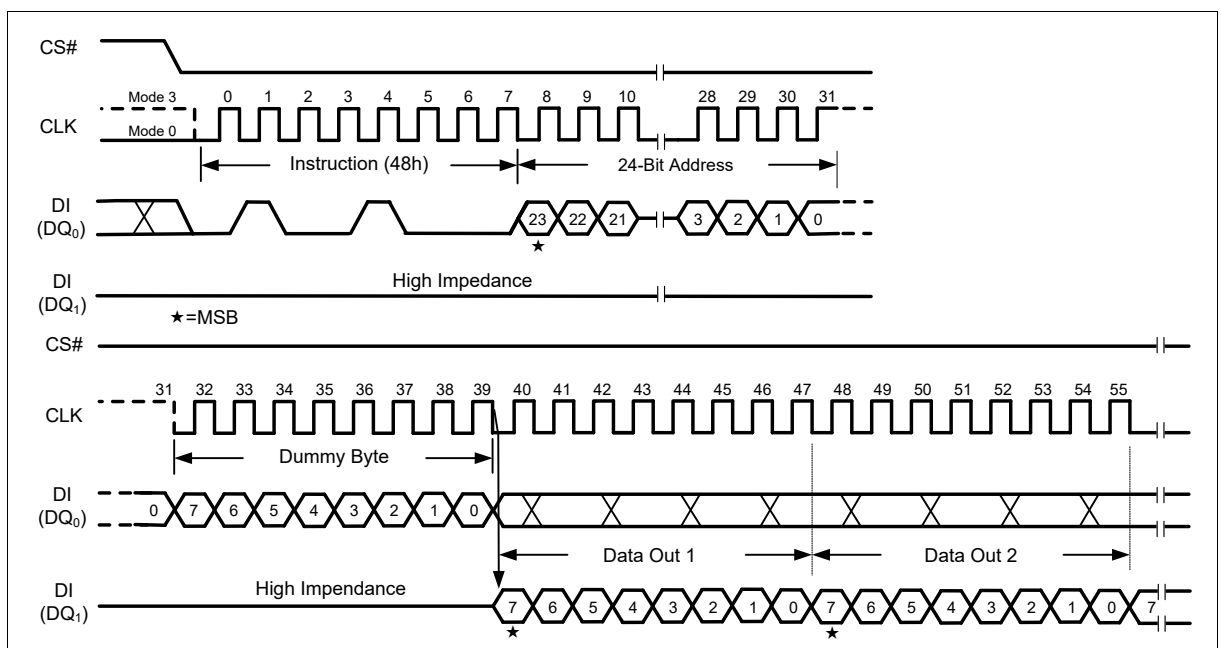 CS#
Mode 3
0 1 2 3 4 5 6 7 8 9 10 28 29 30 31
CLK
Mode 0
Instruction (48h)
24-Bit Address
DI
(DQ0)
23 22 21 3 2 1 0
★
DI
(DQ1)
High Impedance
★=MSB
CS#
31 32 33 34 35 36 37 38 39 40 41 42 43 44 45 46 47 48 49 50 51 52 53 54 55
CLK
Dummy Byte
DI
(DQ0)
0 7 6 5 4 3 2 1 0
Data Out 1
Data Out 2
DI
(DQ1)
High Impendance
7 6 5 4 3 2 1 0 7 6 5 4 3 2 1 0 7
★ ★